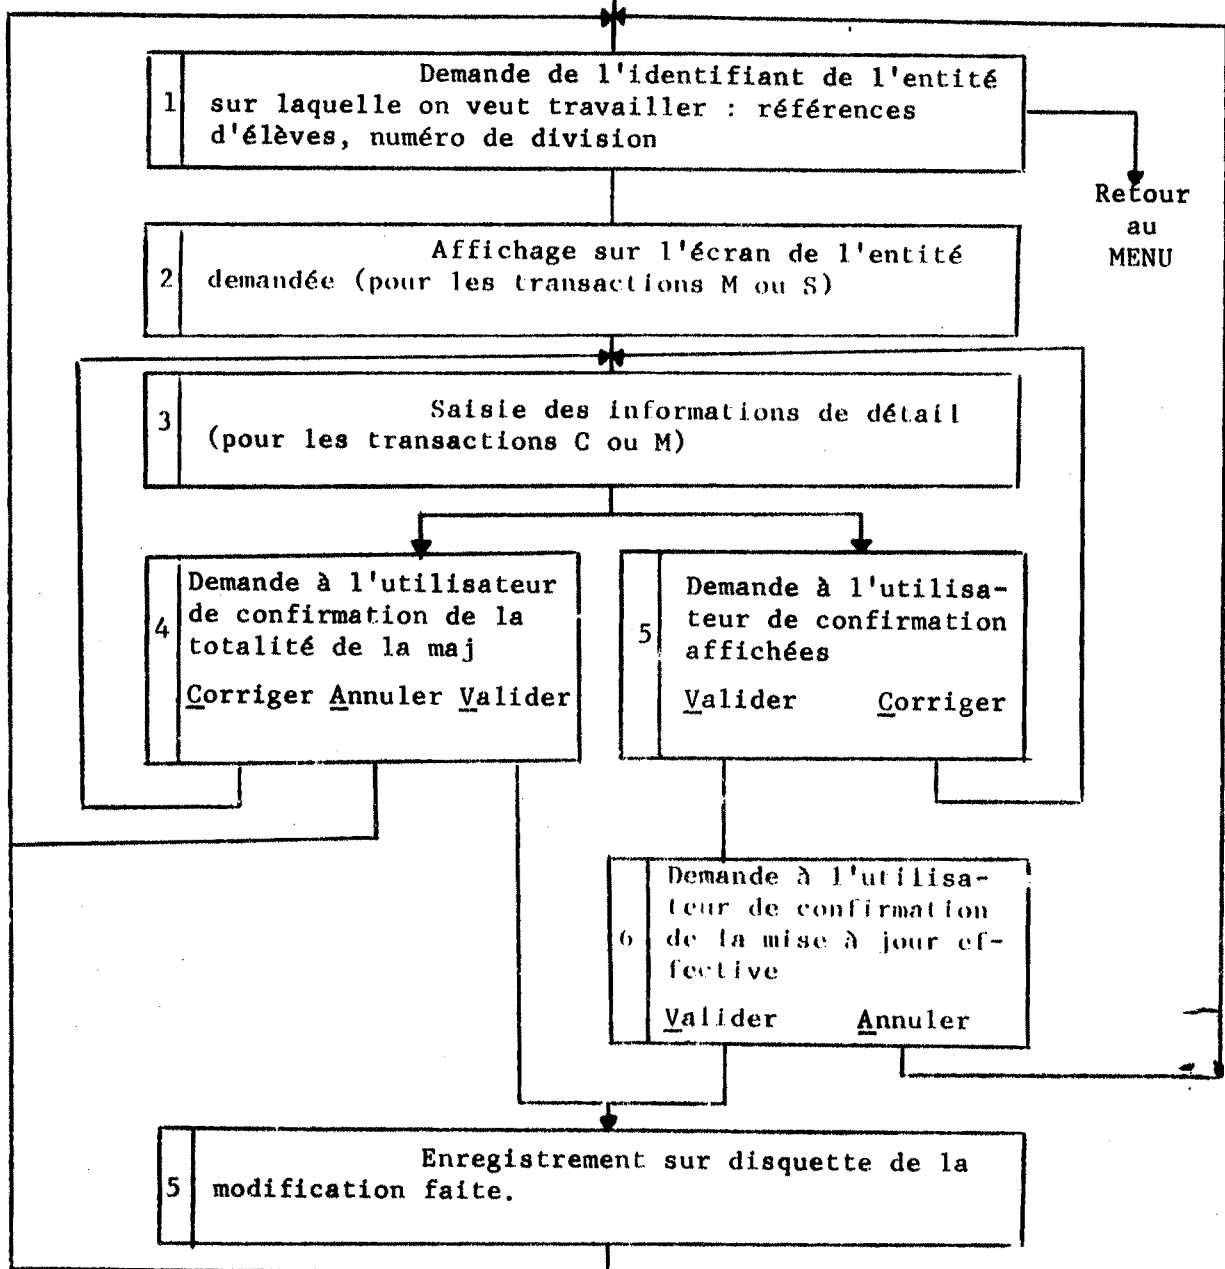 1
Demande de l'identifiant de l'entité
sur laquelle on veut travailler : références
d'élèves, numéro de division
Retour
au
MENU
2
Affichage sur l'écran de l'entité
demandée (pour les transactions M ou S)
3
Saisie des informations de détail
(pour les transactions C ou M)
4
Demande à l'utilisateur
de confirmation de la
totalité de la maj
Corriger Annuler Valider
5
Demande à l'utilisa-
teur de confirmation
affichées
Valider Corriger
6
Demande à l'utilisa-
teur de confirmation
de la mise à jour ef-
fective
Valider Annuler
5
Enregistrement sur disquette de la
modification faite.